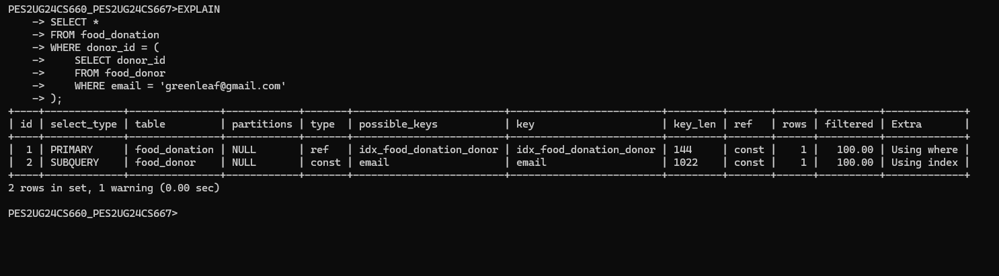 PES2UG24CS660_PES2UG24CS667>EXPLAIN
    -> SELECT *
    -> FROM food_donation
    -> WHERE donor_id = (
    ->     SELECT donor_id
    ->     FROM food_donor
    ->     WHERE email = 'greenleaf@gmail.com'
    -> );
+----+-------------+---------------+------------+-------+-------------------------+-------------------------+---------+-------+------+----------+-------------+
| id | select_type | table         | partitions | type  | possible_keys           | key                     | key_len | ref   | rows | filtered | Extra       |
+----+-------------+---------------+------------+-------+-------------------------+-------------------------+---------+-------+------+----------+-------------+
|  1 | PRIMARY     | food_donation | NULL       | ref   | idx_food_donation_donor | idx_food_donation_donor | 144     | const |    1 |   100.00 | Using where |
|  2 | SUBQUERY    | food_donor    | NULL       | const | email                   | email                   | 1022    | const |    1 |   100.00 | Using index |
+----+-------------+---------------+------------+-------+-------------------------+-------------------------+---------+-------+------+----------+-------------+
2 rows in set, 1 warning (0.00 sec)
PES2UG24CS660_PES2UG24CS667>